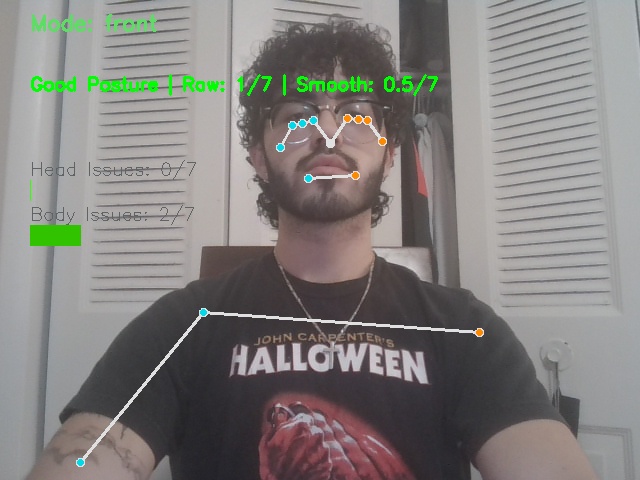 Mode: front
Good Posture | Raw: 1/7 | Smooth: 0.5/7
Head Issues: 0/7
Body Issues: 2/7
JOHN CARPENTER'S
HALLOWEEN